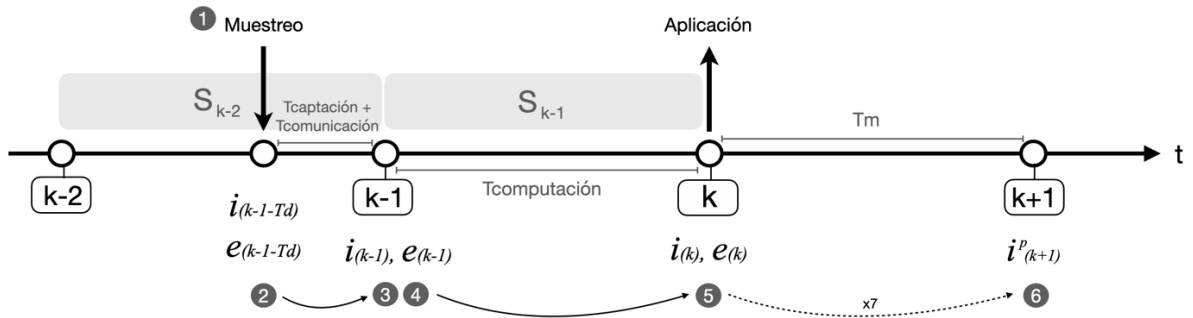 1 Muestreo
Aplicación
S k-2
Tcaptación +
Tcomunicación
S k-1
Tm
t
k-2
k-1
Tcomputación
k
k+1
i(k-1-Td)
e(k-1-Td)
i(k-1), e(k-1)
i(k), e(k)
i^p(k+1)
2
3 4
5
x7
6